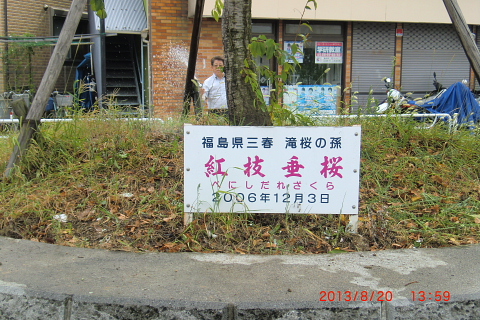 福島県三春 滝桜の孫
紅枝垂桜
べにしだれざくら
2006年12月3日
2013/8/20 13:59